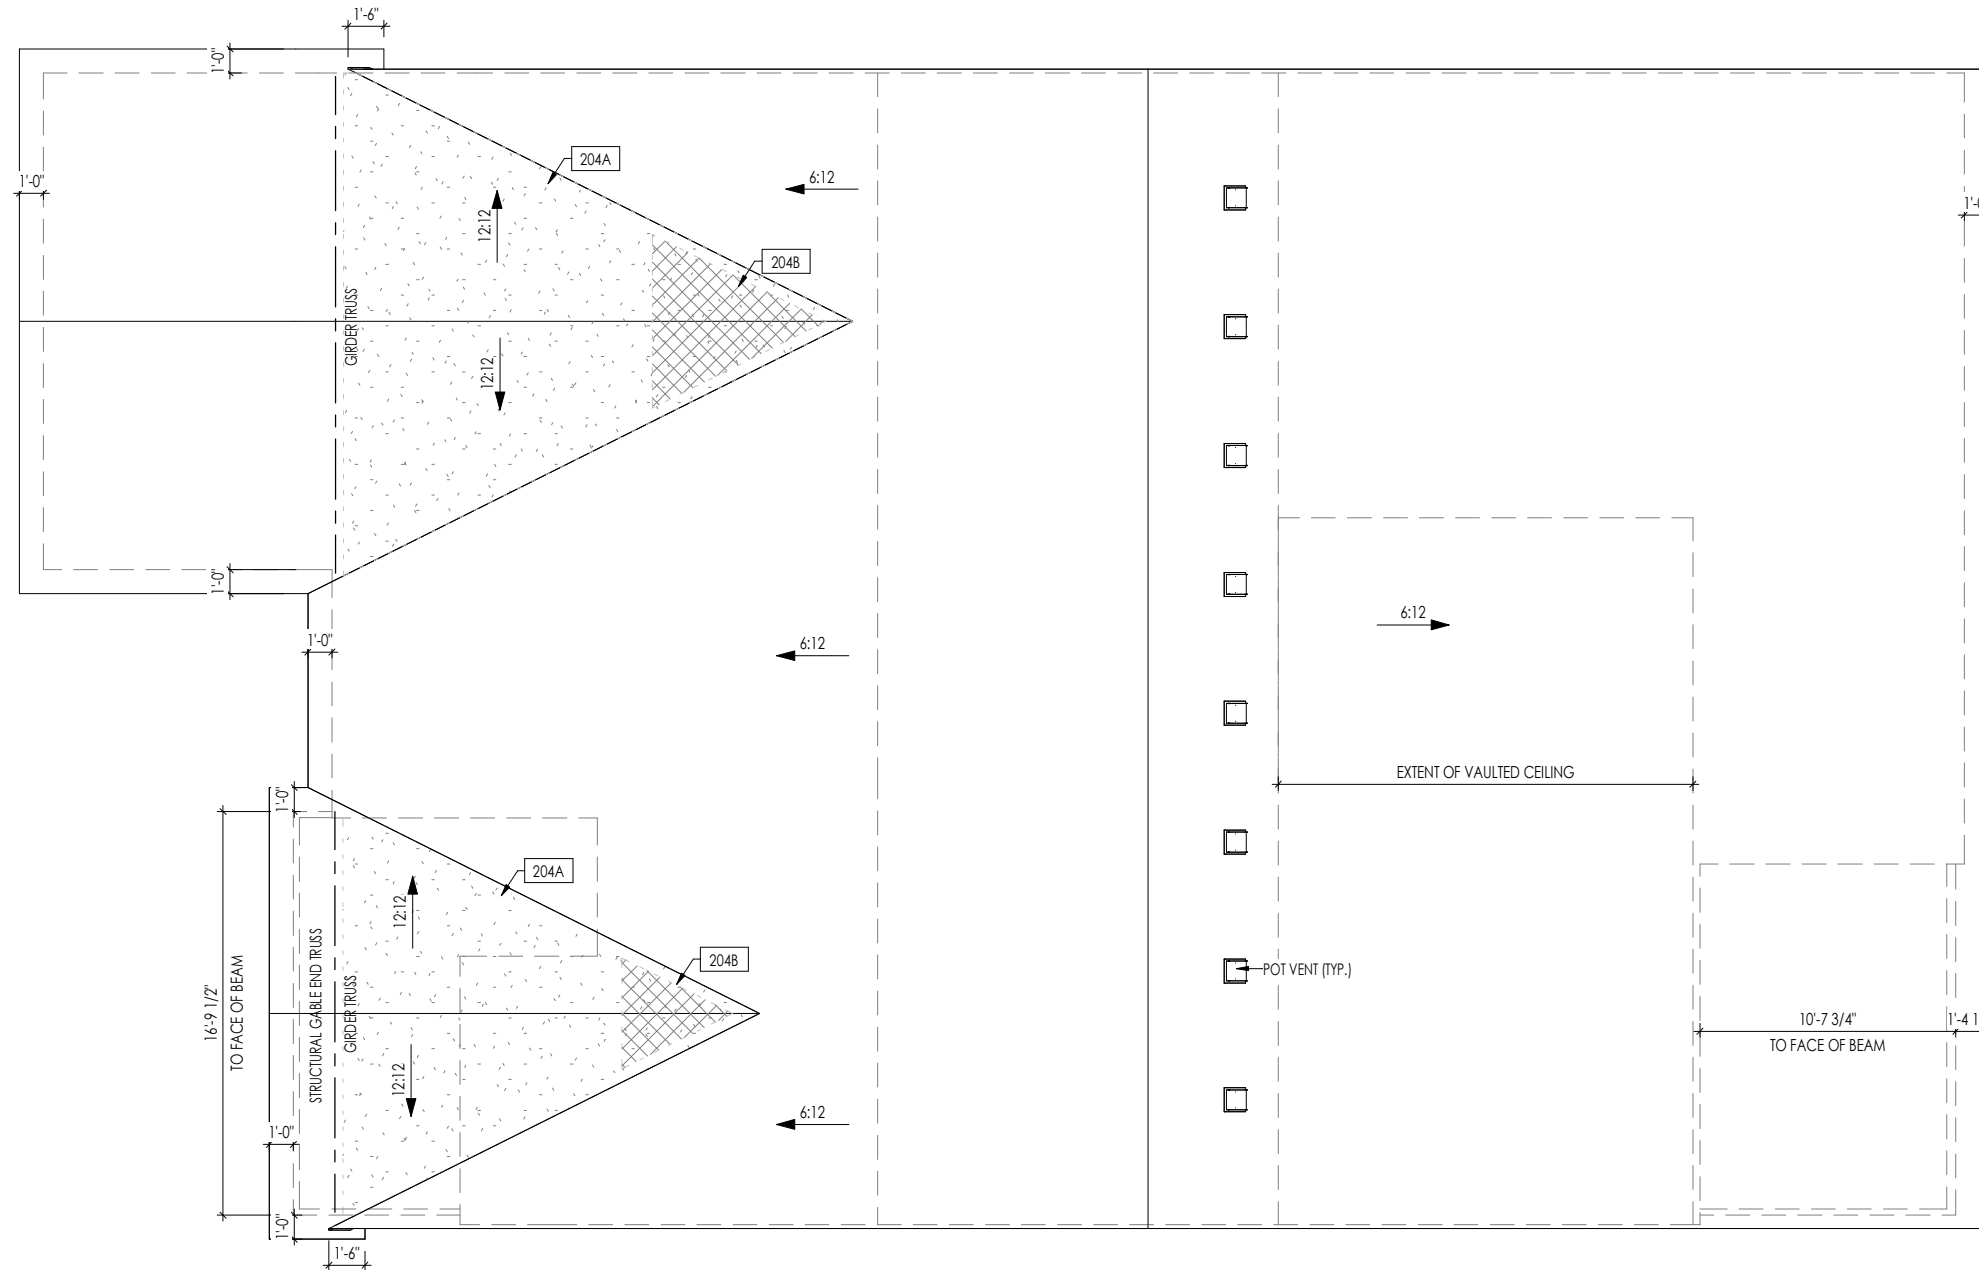 1'-6"
1'-0"
204A
1'-0"
6:12
12:12
204B
GIRDER TRUSS
12:12
1'-0"
6:12
1'-0"
6:12
EXTENT OF VAULTED CEILING
1'-0"
204A
12:12
204B
STRUCTURAL GABLE END TRUSS
GIRDER TRUSS
POT VENT (TYP.)
16'-9 1/2"
TO FACE OF BEAM
10'-7 3/4"
TO FACE OF BEAM
1'-4 1
12:12
6:12
1'-0"
1'-0"
1'-6"